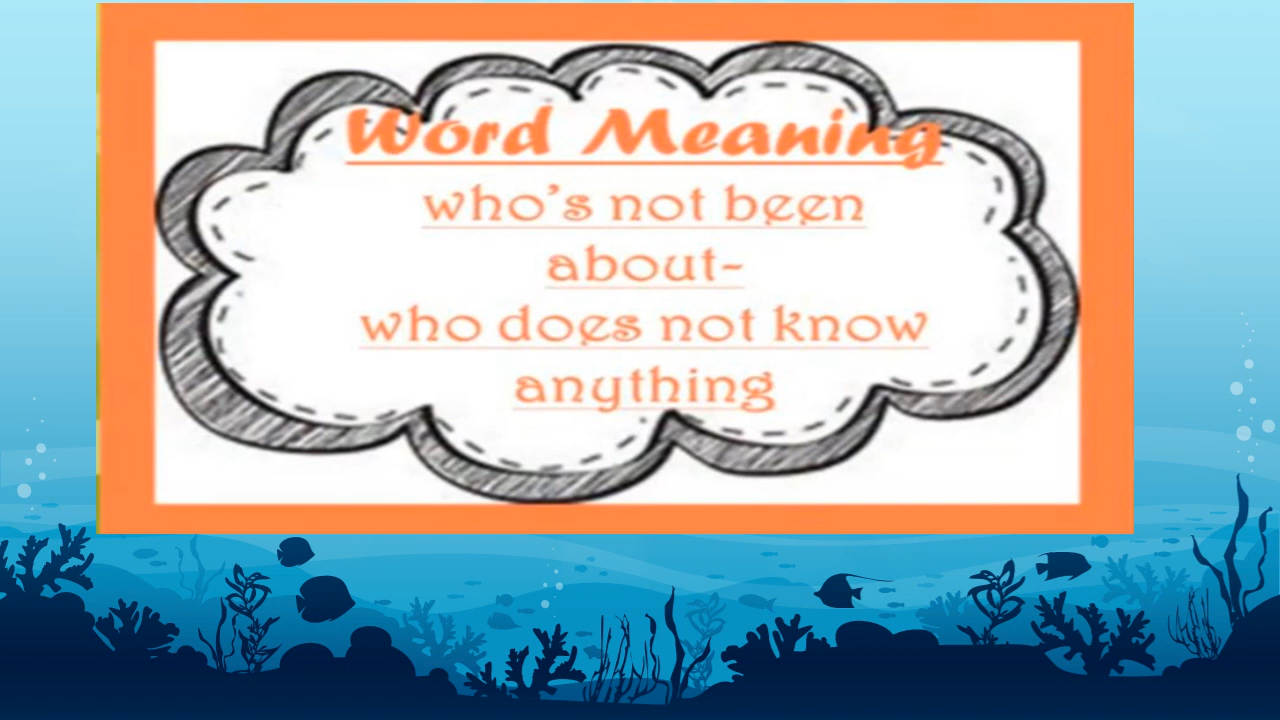 Word Meaning
who's not been
about-
who does not know
anything